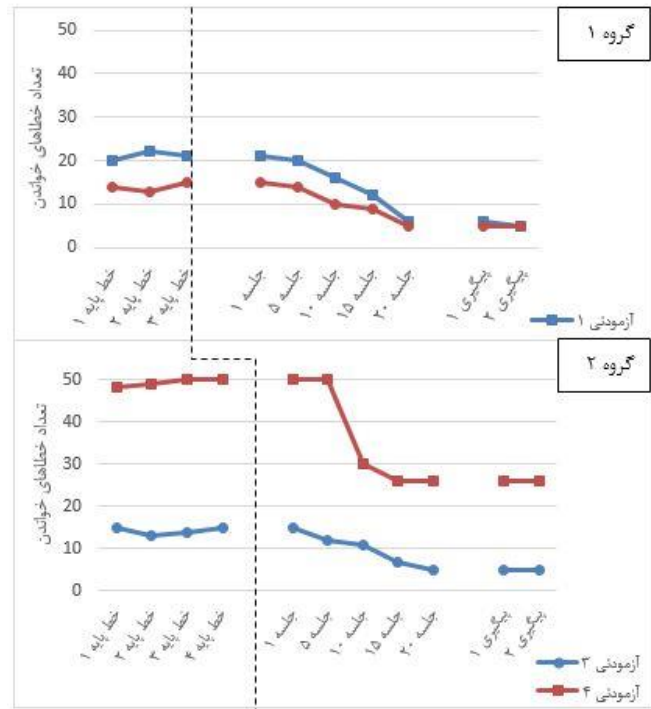 گروه ۱
تعداد خطاهای خواندن
50
40
30
20
10
0
خط پایه ۱
خط پایه ۲
خط پایه ۳
جلسه ۱
جلسه ۵
جلسه ۱۰
جلسه ۱۵
جلسه ۲۰
پیگیری ۱
پیگیری ۲
آزمودنی ۱
گروه ۲
تعداد خطاهای خواندن
50
40
30
20
10
0
خط پایه ۱
خط پایه ۲
خط پایه ۳
خط پایه ۴
جلسه ۱
جلسه ۵
جلسه ۱۰
جلسه ۱۵
جلسه ۲۰
پیگیری ۱
پیگیری ۲
آزمودنی ۳
آزمودنی ۴